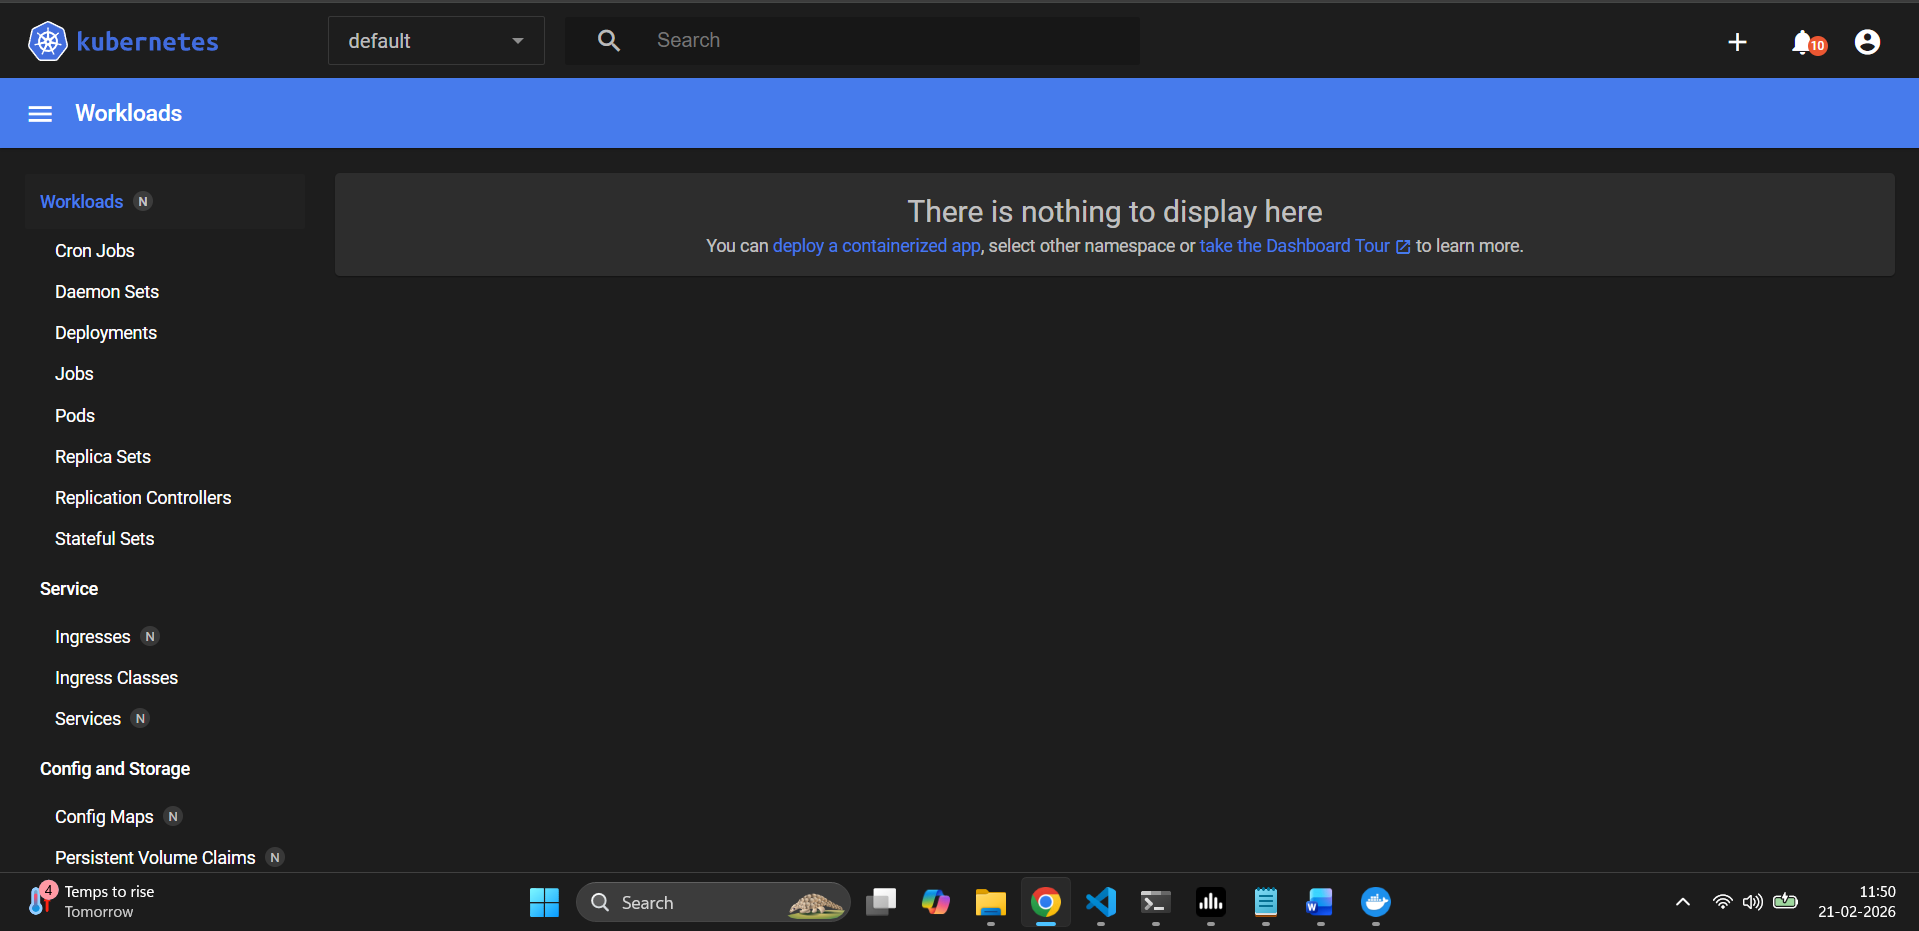 kubernetes
default
Search
10
Workloads
Workloads N
Cron Jobs
Daemon Sets
Deployments
Jobs
Pods
Replica Sets
Replication Controllers
Stateful Sets
Service
Ingresses N
Ingress Classes
Services N
Config and Storage
Config Maps N
Persistent Volume Claims N
There is nothing to display here
You can deploy a containerized app, select other namespace or take the Dashboard Tour to learn more.
4
Temps to rise
Tomorrow
Search
W
11:50
21-02-2026